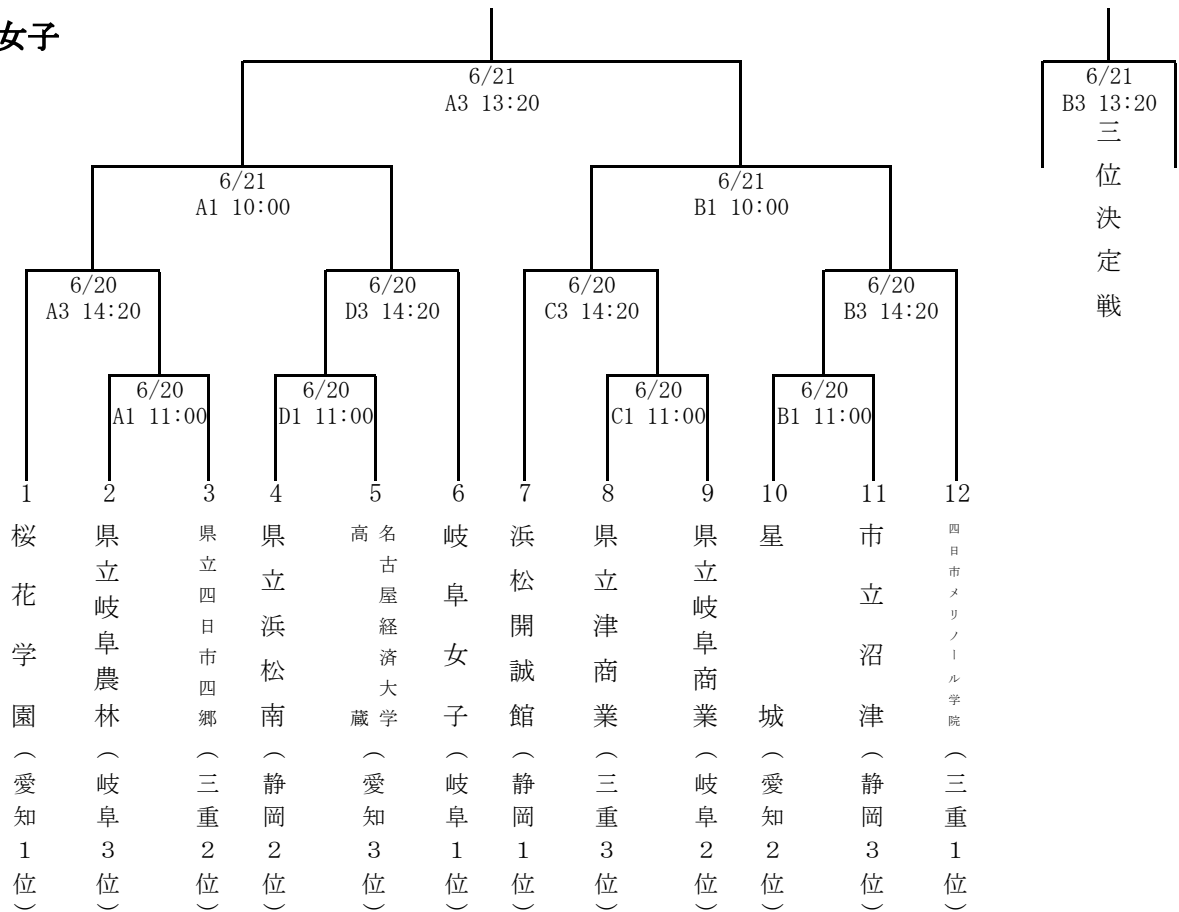 女子
6/21
A3 13:20
6/21
B3 13:20
三位決定戦
6/21
A1 10:00
6/21
B1 10:00
6/20
A3 14:20
6/20
D3 14:20
6/20
C3 14:20
6/20
B3 14:20
6/20
A1 11:00
6/20
D1 11:00
6/20
C1 11:00
6/20
B1 11:00
1
桜花学園（愛知１位）
2
県立岐阜農林（岐阜３位）
3
県立四日市四郷（三重２位）
4
県立浜松南（静岡２位）
5
名古屋経済大学
高蔵
（愛知３位）
6
岐阜女子（岐阜１位）
7
浜松開誠館（静岡１位）
8
県立津商業（三重３位）
9
県立岐阜商業（岐阜２位）
10
星城（愛知２位）
11
市立沼津（静岡３位）
12
四日市メリノール学院（三重１位）